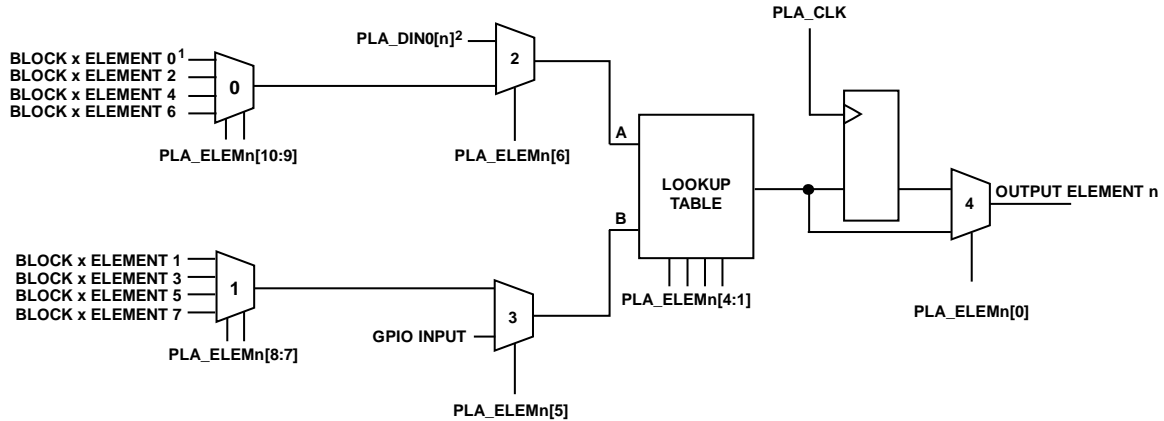 PLA_CLK
PLA_DIN0[n]2
BLOCK x ELEMENT 01
BLOCK x ELEMENT 2
BLOCK x ELEMENT 4
BLOCK x ELEMENT 6
0
2
PLA_ELEMn[10:9]
PLA_ELEMn[6]
A
LOOKUP
TABLE
B
4
OUTPUT ELEMENT n
BLOCK x ELEMENT 1
BLOCK x ELEMENT 3
BLOCK x ELEMENT 5
BLOCK x ELEMENT 7
1
3
GPIO INPUT
PLA_ELEMn[4:1]
PLA_ELEMn[0]
PLA_ELEMn[8:7]
PLA_ELEMn[5]